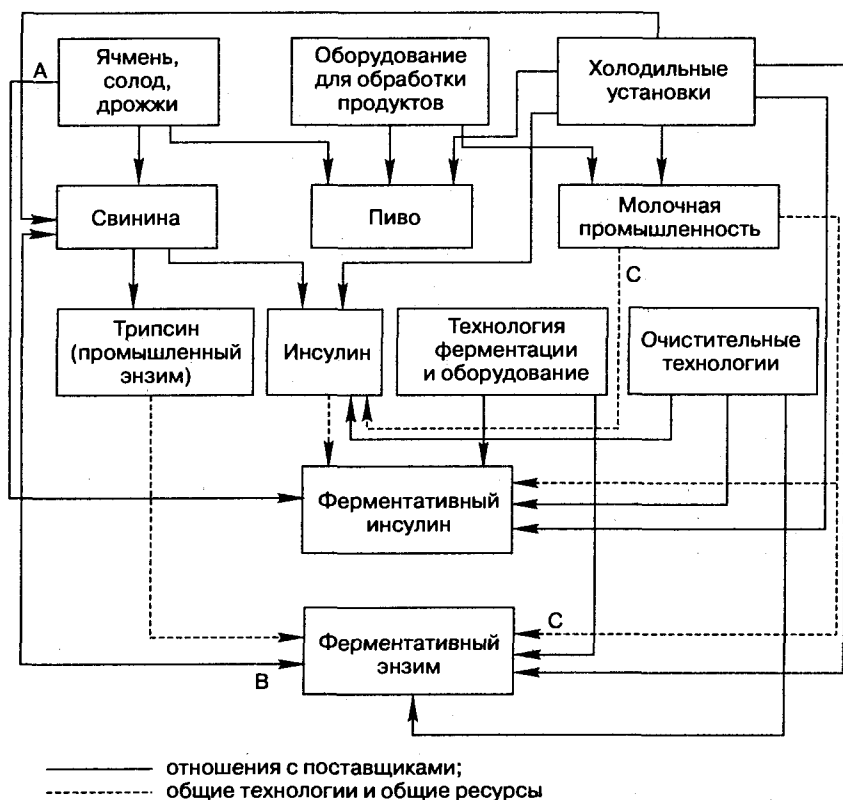 А
Ячмень,
солод,
дрожжи
Оборудование
для обработки
продуктов
Холодильные
установки
Свинина
Пиво
Молочная
промышленность
С
Трипсин
(промышленный
энзим)
Инсулин
Технология
ферментации
и оборудование
Очистительные
технологии
Ферментативный
инсулин
С
Ферментативный
энзим
В
отношения с поставщиками;
общие технологии и общие ресурсы